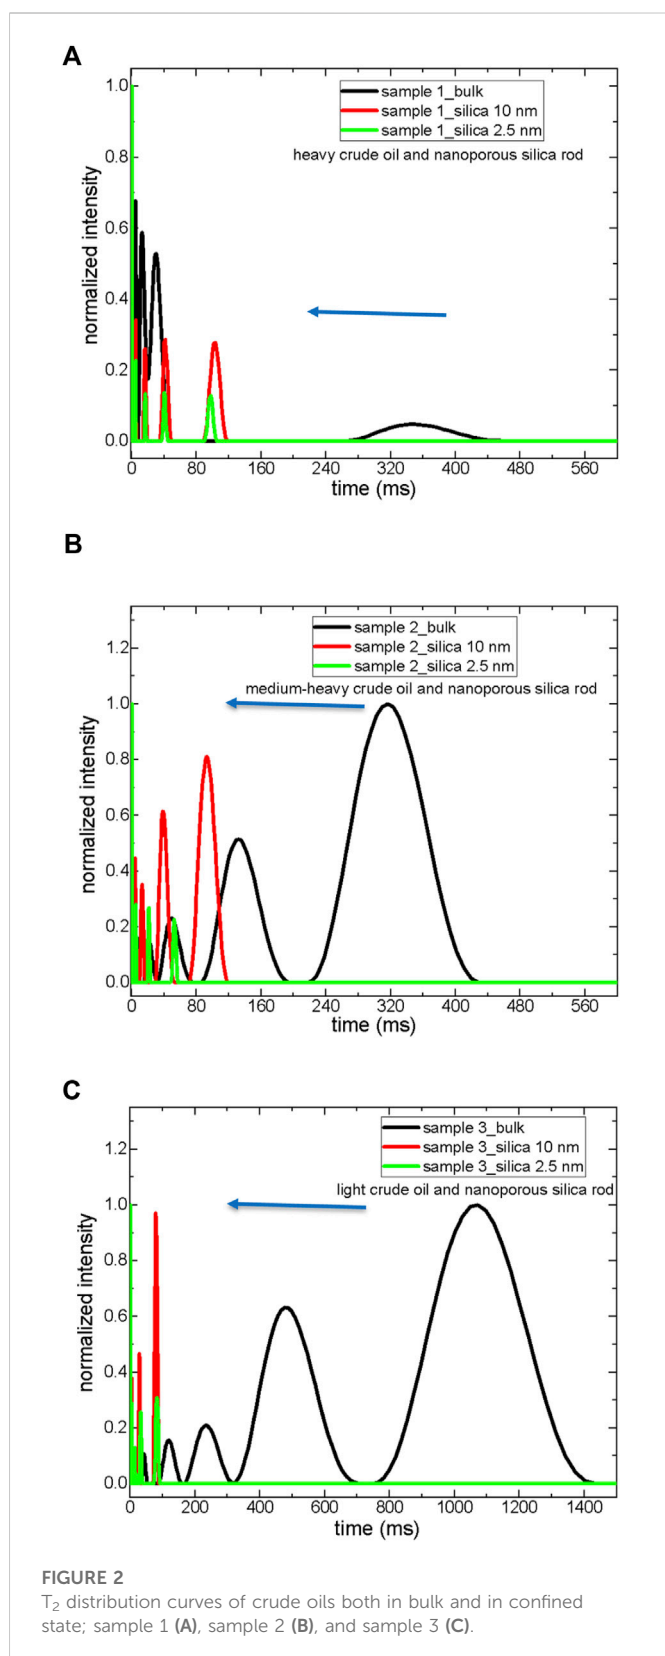 A
sample 1_bulk
sample 1_silica 10 nm
sample 1_silica 2.5 nm
heavy crude oil and nanoporous silica rod
normalized intensity
1.0
0.8
0.6
0.4
0.2
0.0
0 80 160 240 320 400 480 560
time (ms)
B
sample 2_bulk
sample 2_silica 10 nm
sample 2_silica 2.5 nm
medium-heavy crude oil and nanoporous silica rod
normalized intensity
1.2
1.0
0.8
0.6
0.4
0.2
0.0
0 80 160 240 320 400 480 560
time (ms)
C
sample 3_bulk
sample 3_silica 10 nm
sample 3_silica 2.5 nm
light crude oil and nanoporous silica rod
normalized intensity
1.2
1.0
0.8
0.6
0.4
0.2
0.0
0 200 400 600 800 1000 1200 1400
time (ms)
FIGURE 2
T₂ distribution curves of crude oils both in bulk and in confined
state; sample 1 (A), sample 2 (B), and sample 3 (C).